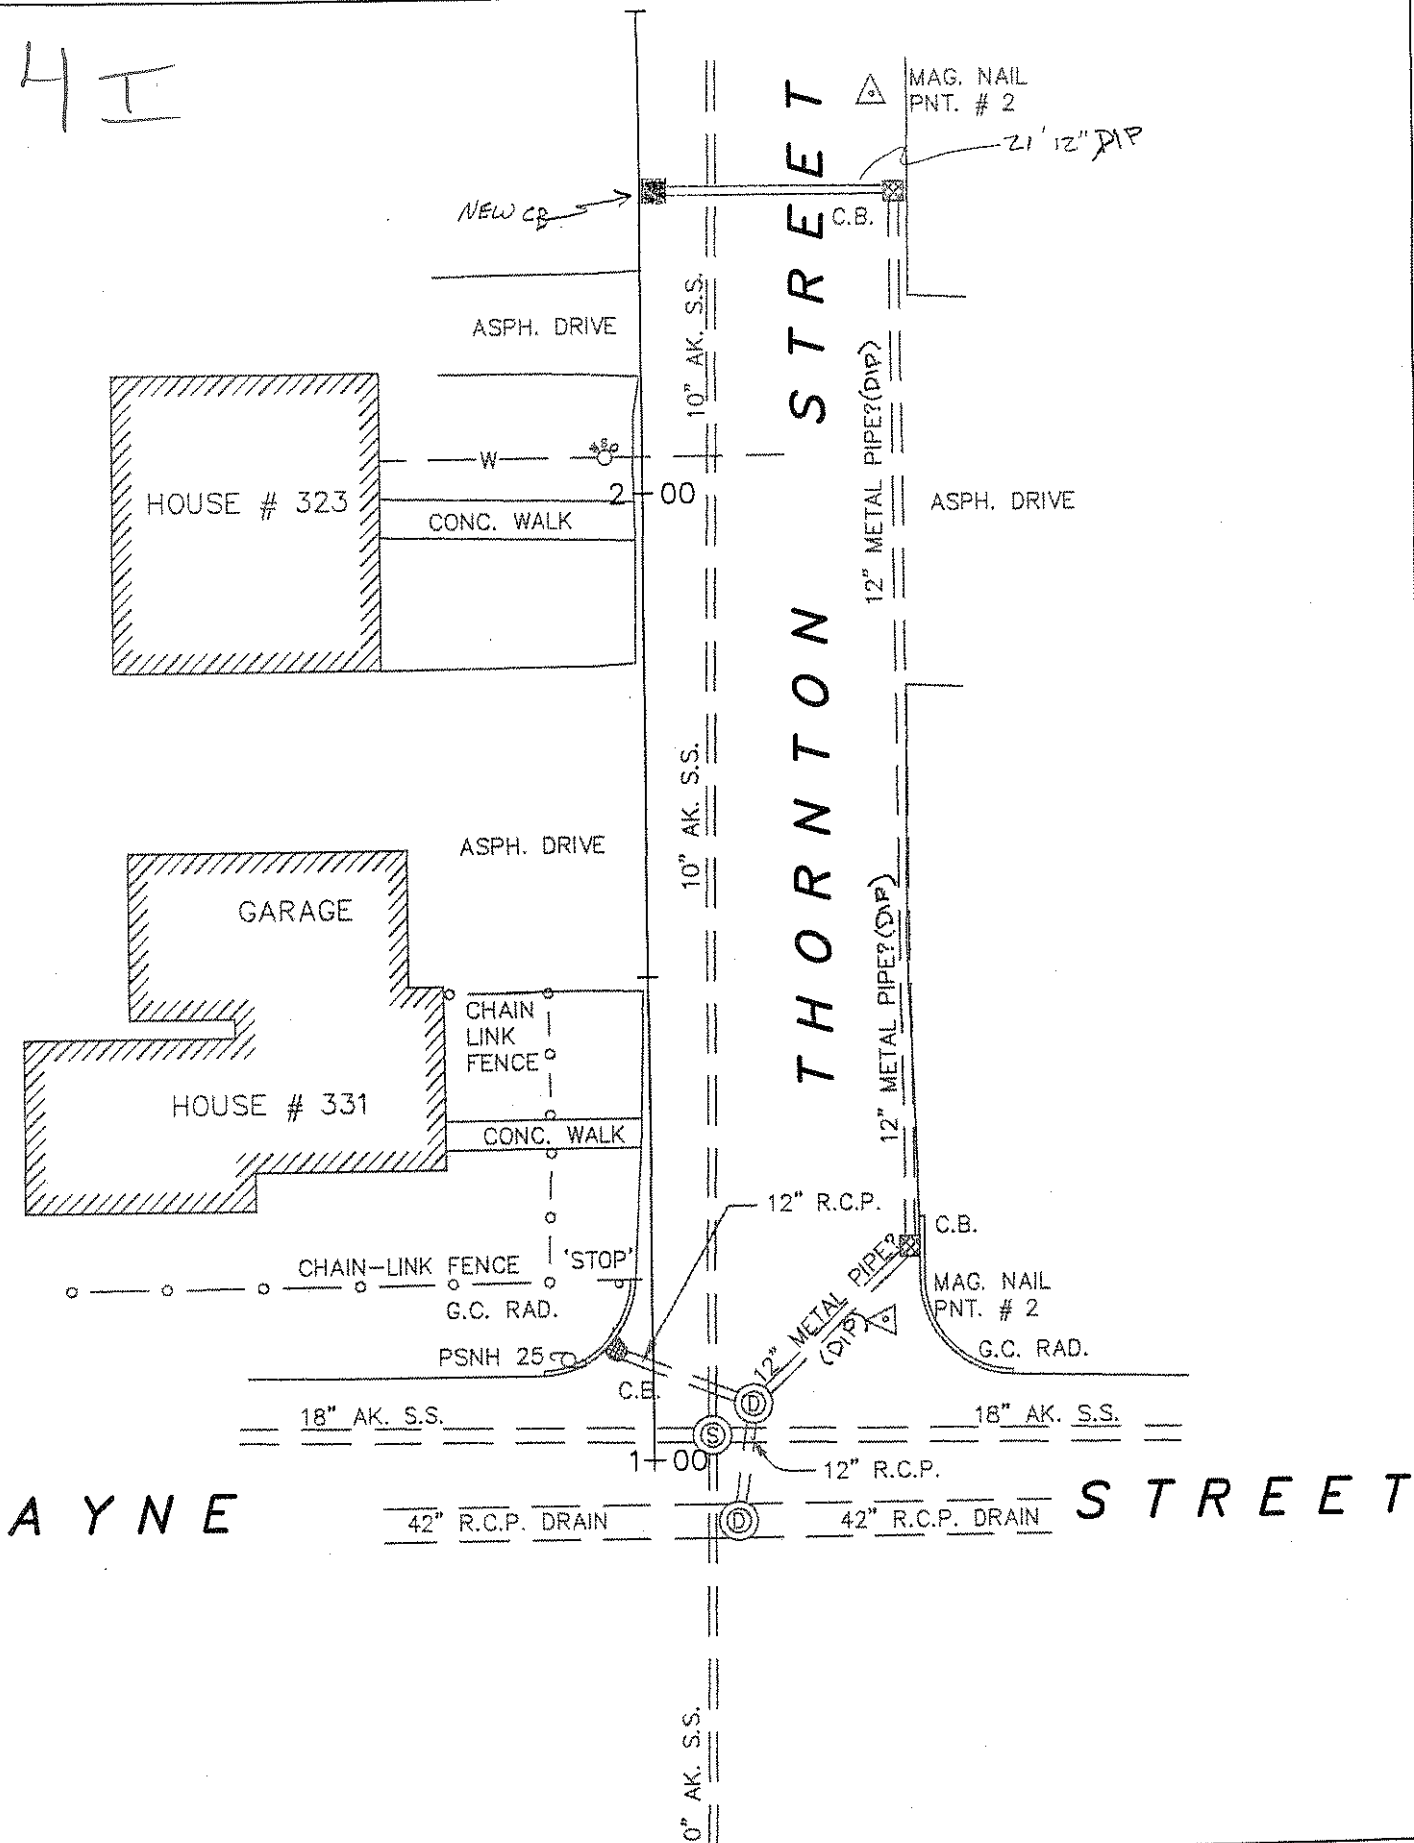 4 I
MAG. NAIL
PNT. # 2
21' 12" DIP
NEW CB
C.B.
ASPH. DRIVE
10" AK. S.S.
12" METAL PIPE?(DIP)
THORNTON STREET
W
HOUSE # 323
2+00
CONC. WALK
ASPH. DRIVE
10" AK. S.S.
ASPH. DRIVE
GARAGE
12" METAL PIPE?(DIP)
CHAIN
LINK
FENCE
HOUSE # 331
CONC. WALK
12" R.C.P.
C.B.
CHAIN-LINK FENCE
'STOP'
12" METAL PIPE?
(DIP)
MAG. NAIL
PNT. # 2
G.C. RAD.
G.C. RAD.
PSNH 25
C.B.
D
18" AK. S.S.
18" AK. S.S.
S
1+00
12" R.C.P.
AYNE STREET
42" R.C.P. DRAIN
D
42" R.C.P. DRAIN
0" AK. S.S.